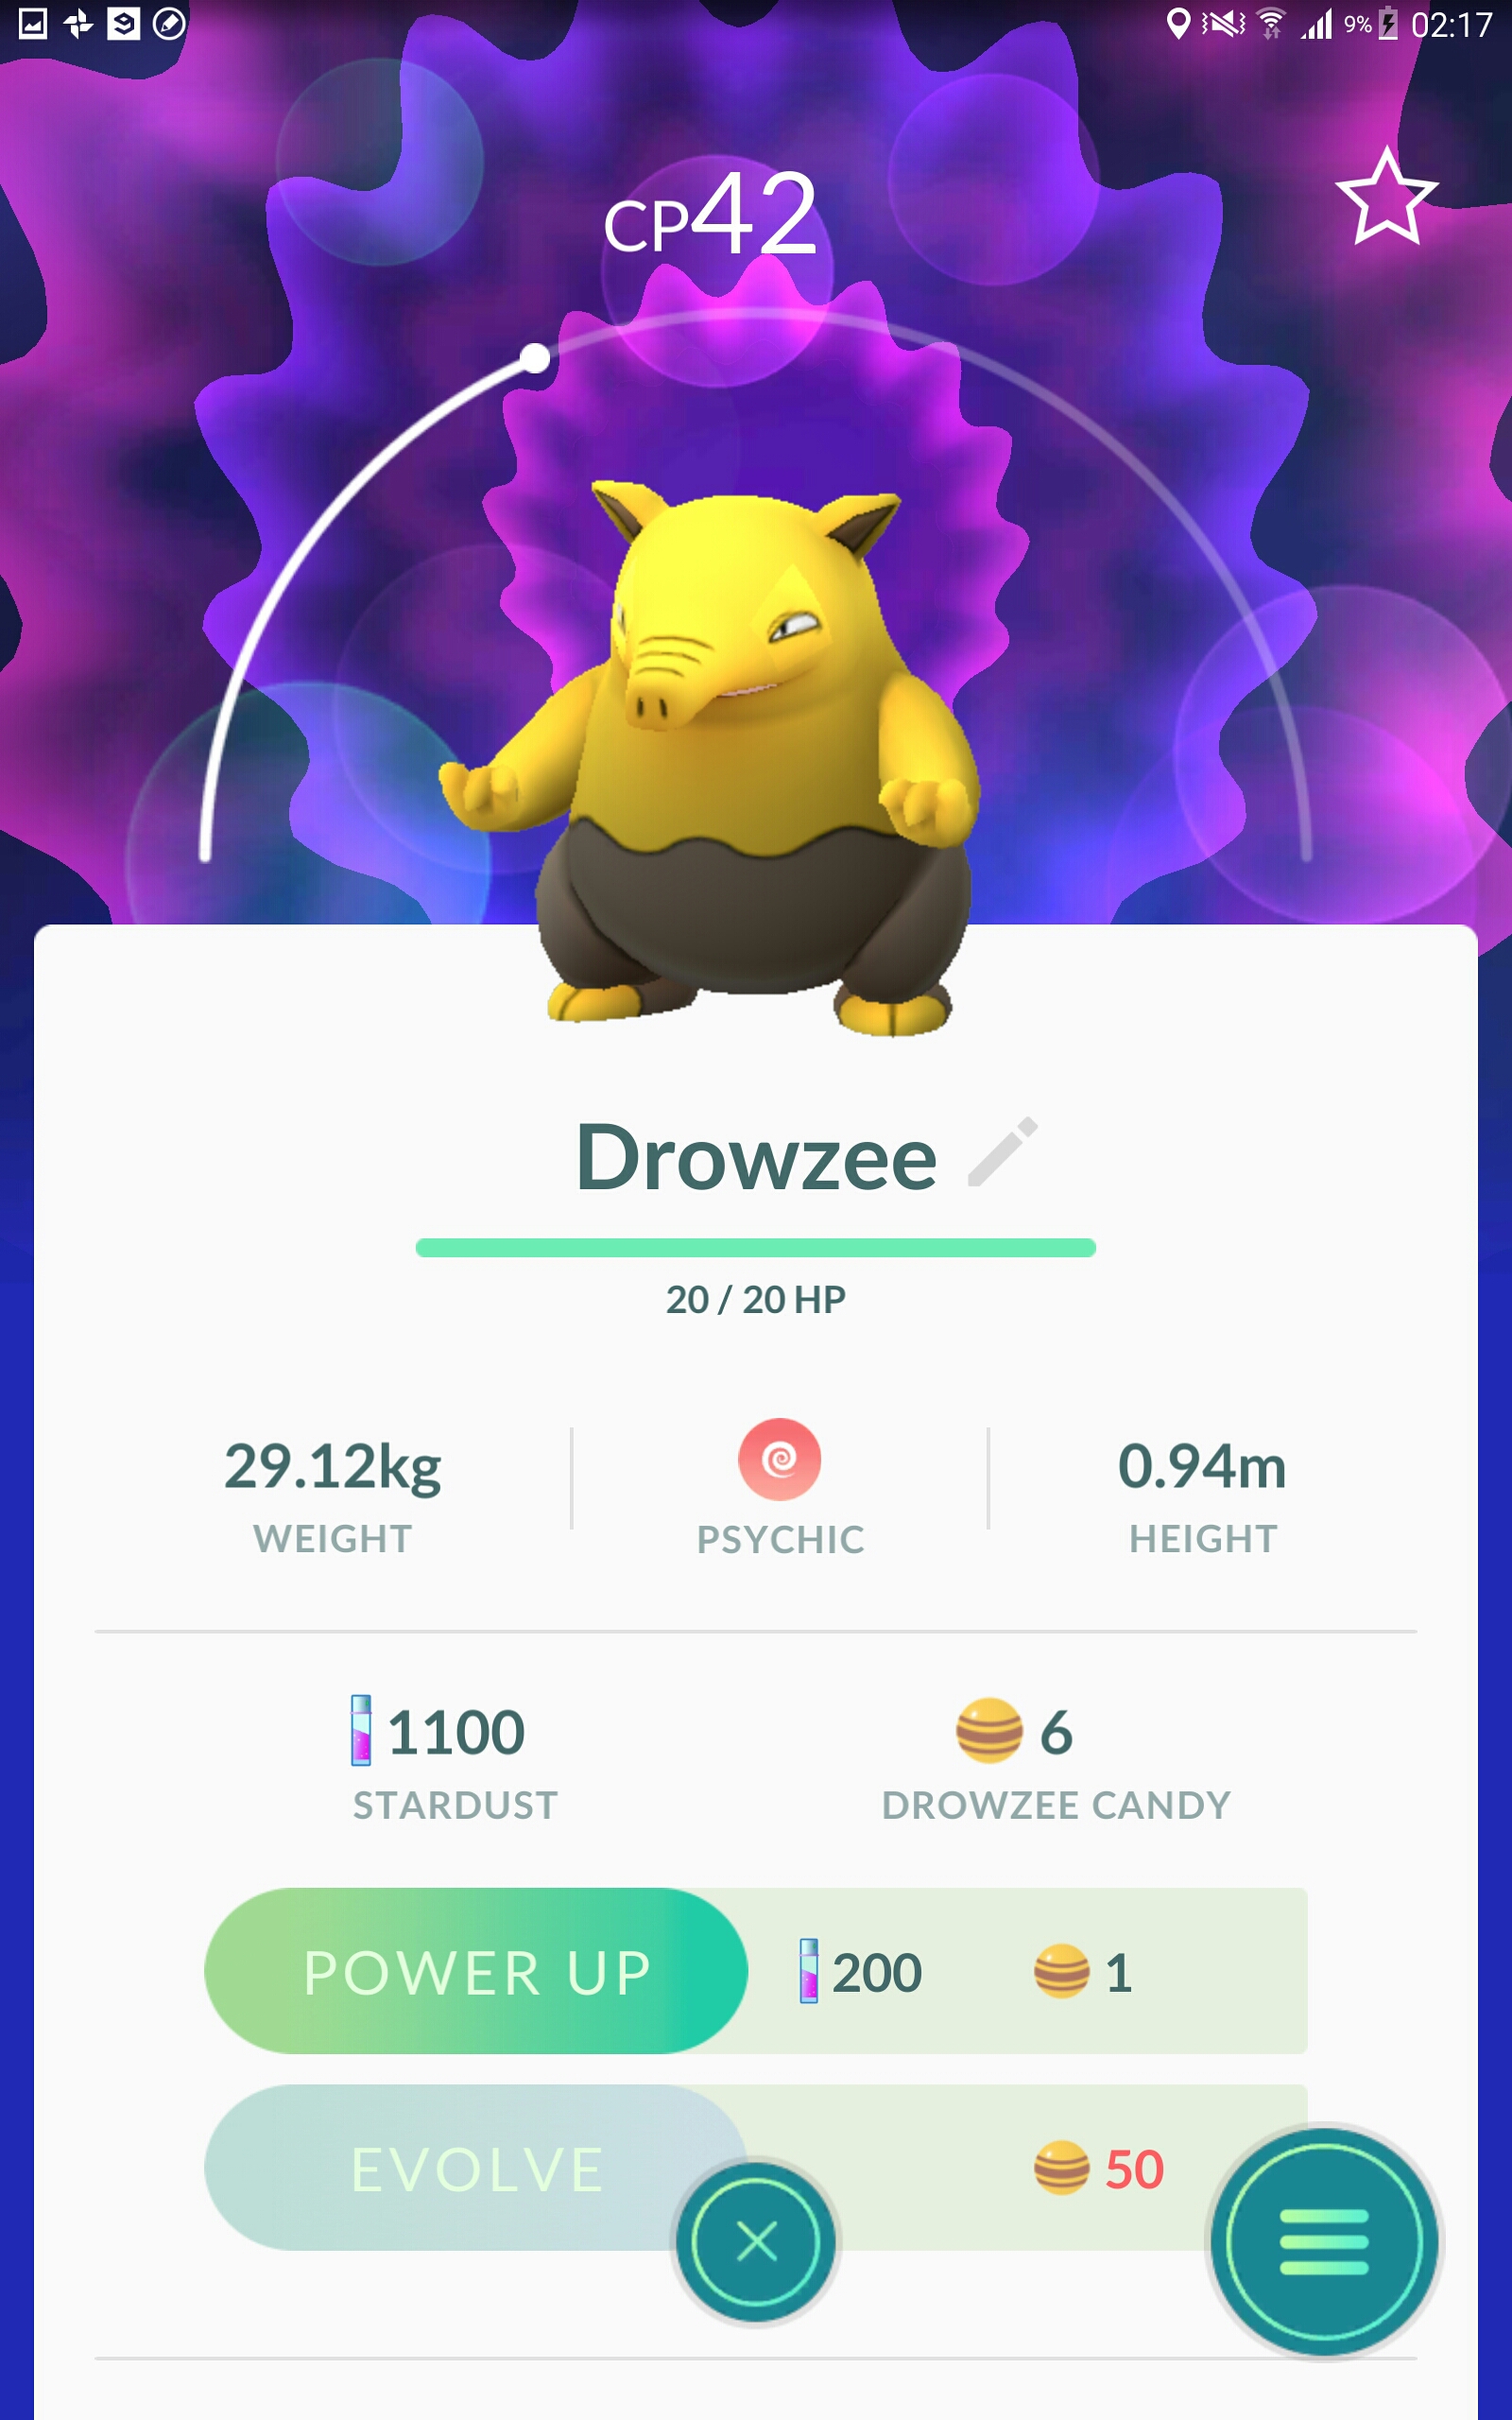 9% 02:17
CP42
Drowzee
20 / 20 HP
29.12kg
WEIGHT
PSYCHIC
0.94m
HEIGHT
1100
STARDUST
6
DROWZEE CANDY
POWER UP 200 1
EVOLVE 50